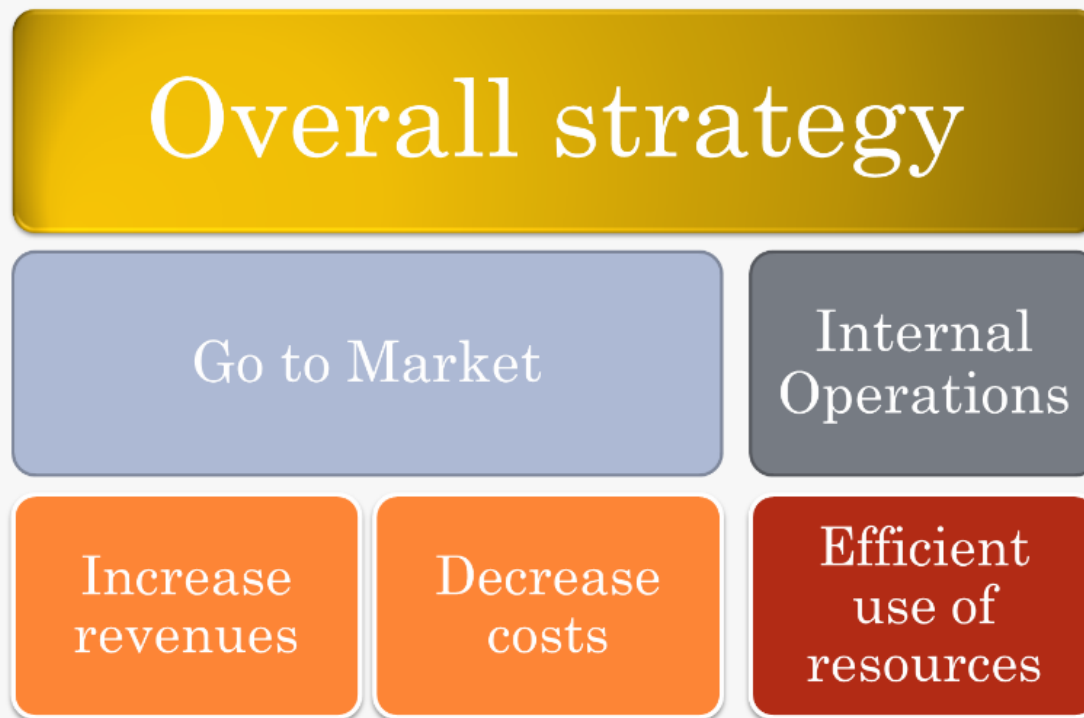 Overall strategy
Go to Market
Internal
Operations
Increase
revenues
Decrease
costs
Efficient
use of
resources